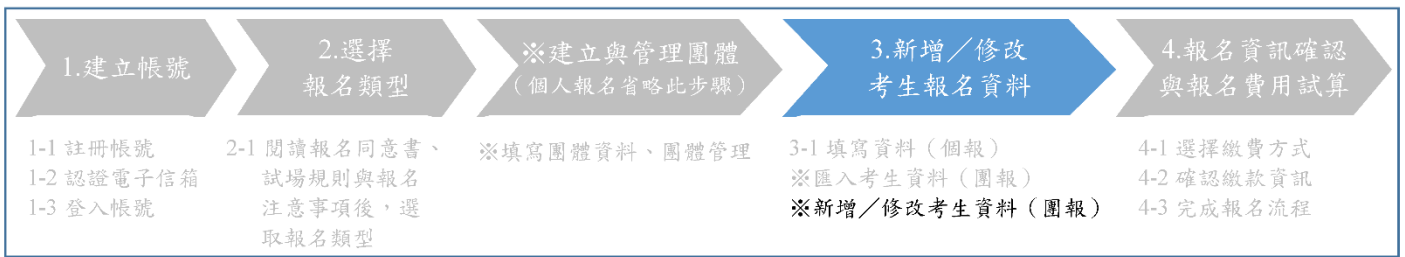 1.建立帳號
2.選擇
報名類型
※建立與管理團體
（個人報名省略此步驟）
3.新增／修改
考生報名資料
4.報名資訊確認
與報名費用試算
1-1 註冊帳號
1-2 認證電子信箱
1-3 登入帳號
2-1 閱讀報名同意書、
試場規則與報名
注意事項後，選
取報名類型
※填寫團體資料、團體管理
3-1 填寫資料（個報）
※匯入考生資料（團報）
※新增／修改考生資料（團報）
4-1 選擇繳費方式
4-2 確認繳款資訊
4-3 完成報名流程